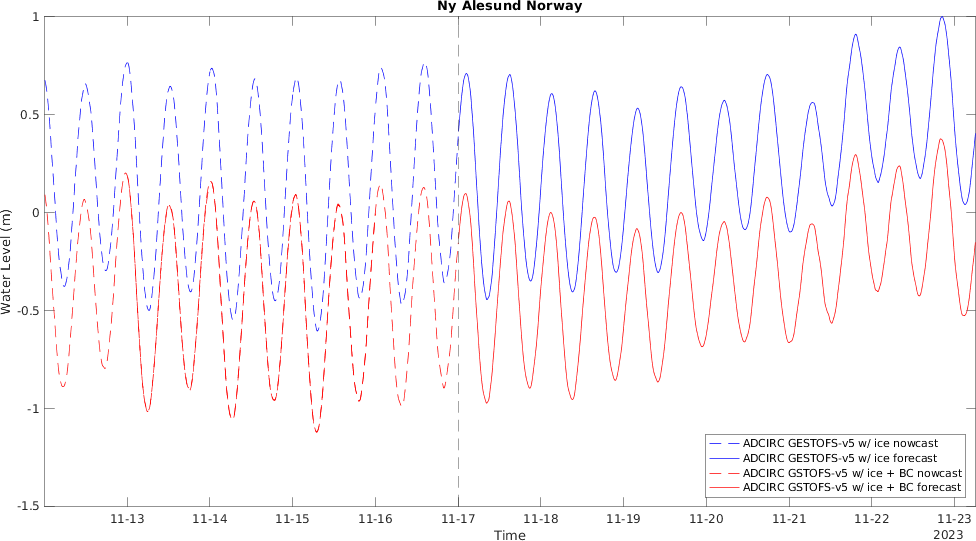 Ny Alesund Norway
1
0.5
0
-0.5
-1
-1.5
Water Level (m)
ADCIRC GESTOFS-v5 w/ ice nowcast
ADCIRC GESTOFS-v5 w/ ice forecast
ADCIRC GSTOFS-v5 w/ ice + BC nowcast
ADCIRC GSTOFS-v5 w/ ice + BC forecast
11-13 11-14 11-15 11-16 11-17 11-18 11-19 11-20 11-21 11-22 11-23
Time
2023